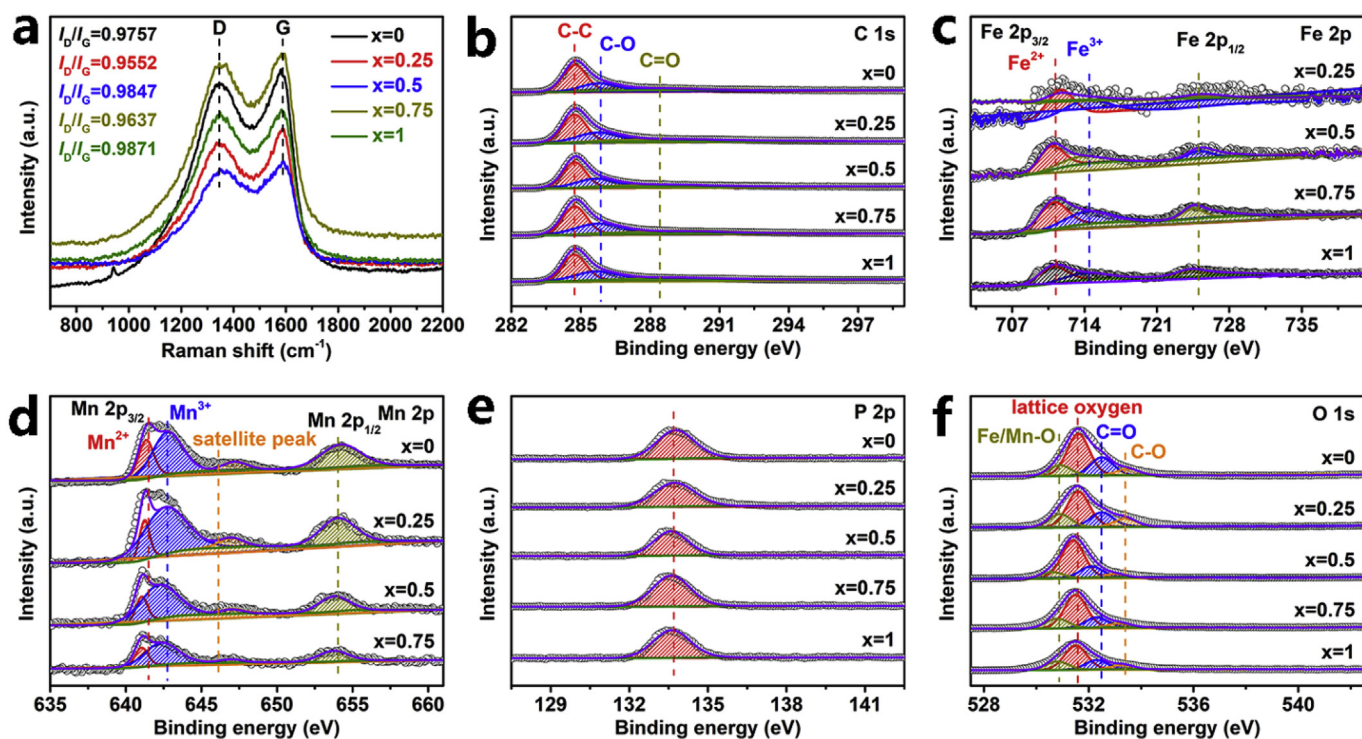 a
D
G
I_D/I_G=0.9757
I_D/I_G=0.9552
I_D/I_G=0.9847
I_D/I_G=0.9637
I_D/I_G=0.9871
x=0
x=0.25
x=0.5
x=0.75
x=1
Intensity (a.u.)
800 1000 1200 1400 1600 1800 2000 2200
Raman shift (cm⁻¹)
b
C-C
C-O
C=O
C 1s
x=0
x=0.25
x=0.5
x=0.75
x=1
Intensity (a.u.)
282 285 288 291 294 297
Binding energy (eV)
c
Fe 2p₃/₂
Fe²⁺
Fe³⁺
Fe 2p₁/₂
Fe 2p
x=0.25
x=0.5
x=0.75
x=1
Intensity (a.u.)
707 714 721 728 735
Binding energy (eV)
d
Mn 2p₃/₂
Mn²⁺
Mn³⁺
satellite peak
Mn 2p₁/₂
Mn 2p
x=0
x=0.25
x=0.5
x=0.75
Intensity (a.u.)
635 640 645 650 655 660
Binding energy (eV)
e
P 2p
x=0
x=0.25
x=0.5
x=0.75
x=1
Intensity (a.u.)
129 132 135 138 141
Binding energy (eV)
f
lattice oxygen
Fe/Mn-O
C=O
C-O
O 1s
x=0
x=0.25
x=0.5
x=0.75
x=1
Intensity (a.u.)
528 532 536 540
Binding energy (eV)